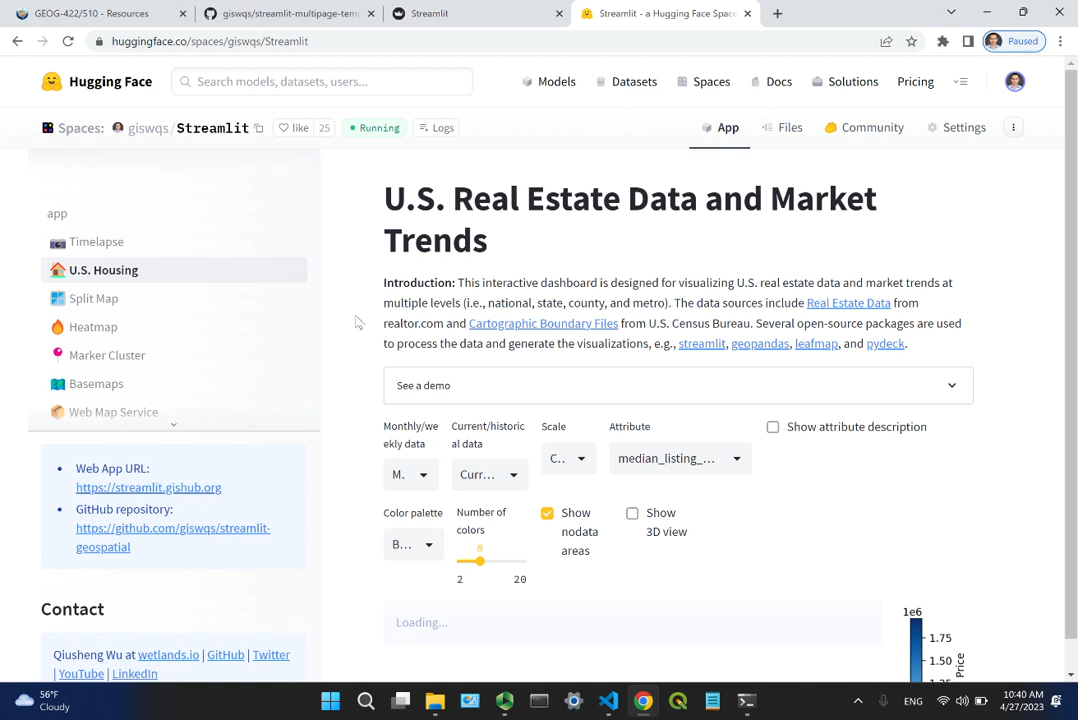 GEOG-422/510 - Resources
giswqs/streamlit-multipage-tem
Streamlit
Streamlit - a Hugging Face Space
huggingface.co/spaces/giswqs/Streamlit
Paused
Hugging Face
Search models, datasets, users...
Models
Datasets
Spaces
Docs
Solutions
Pricing
Spaces:
giswqs/
Streamlit
like
25
Running
Logs
App
Files
Community
Settings
app
Timelapse
U.S. Housing
Split Map
Heatmap
Marker Cluster
Basemaps
Web Map Service
Web App URL:
https://streamlit.gishub.org
GitHub repository:
https://github.com/giswqs/streamlit-
geospatial
Contact
Qiusheng Wu at wetlands.io | GitHub | Twitter
| YouTube | LinkedIn
U.S. Real Estate Data and Market
Trends
Introduction: This interactive dashboard is designed for visualizing U.S. real estate data and market trends at
multiple levels (i.e., national, state, county, and metro). The data sources include Real Estate Data from
realtor.com and Cartographic Boundary Files from U.S. Census Bureau. Several open-source packages are used
to process the data and generate the visualizations, e.g., streamlit, geopandas, leafmap, and pydeck.
See a demo
Monthly/we
ekly data
M.
Current/historic
al data
Curr...
Scale
C..
Attribute
median_listing_...
Show attribute description
Color palette
B...
Number of
colors
8
2
20
Show
nodata
areas
Show
3D view
Loading...
1e6
1.75
1.50
Price
56°F
Cloudy
ENG
10:40 AM
4/27/2023